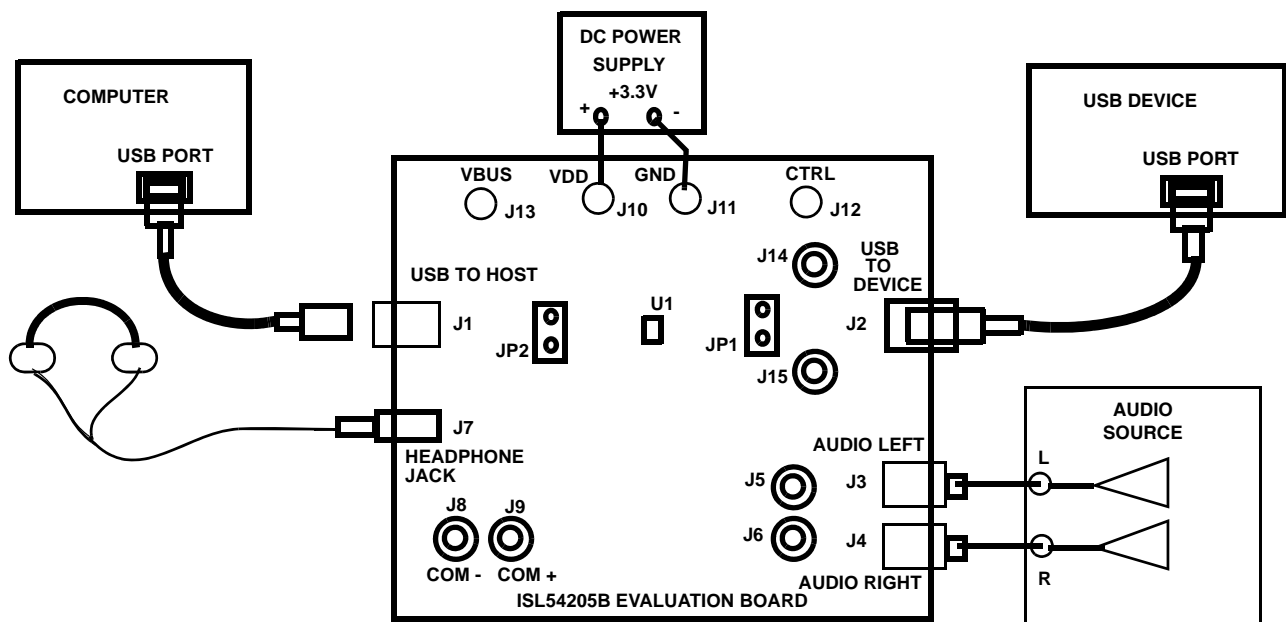 DC POWER
SUPPLY
+3.3V
+ -
COMPUTER
USB PORT
USB DEVICE
USB PORT
VBUS
J13
VDD
J10
GND
J11
CTRL
J12
USB TO HOST
J1
JP2
U1
JP1
J14
J15
USB
TO
DEVICE
J2
J7
HEADPHONE
JACK
J8
J9
COM -
COM +
AUDIO LEFT
J5
J3
J6
J4
AUDIO RIGHT
AUDIO
SOURCE
L
R
ISL54205B EVALUATION BOARD